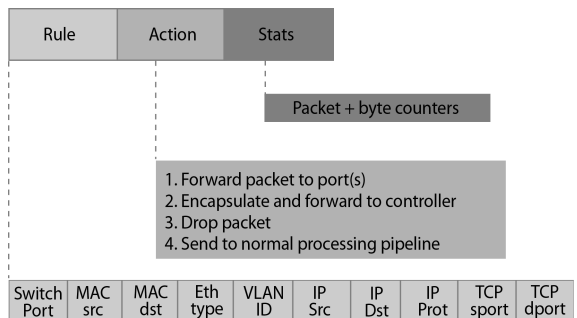 Rule Action Stats
Packet + byte counters
1. Forward packet to port(s)
2. Encapsulate and forward to controller
3. Drop packet
4. Send to normal processing pipeline
Switch MAC MAC Eth VLAN IP IP IP TCP TCP
Port src dst type ID Src Dst Prot sport dport